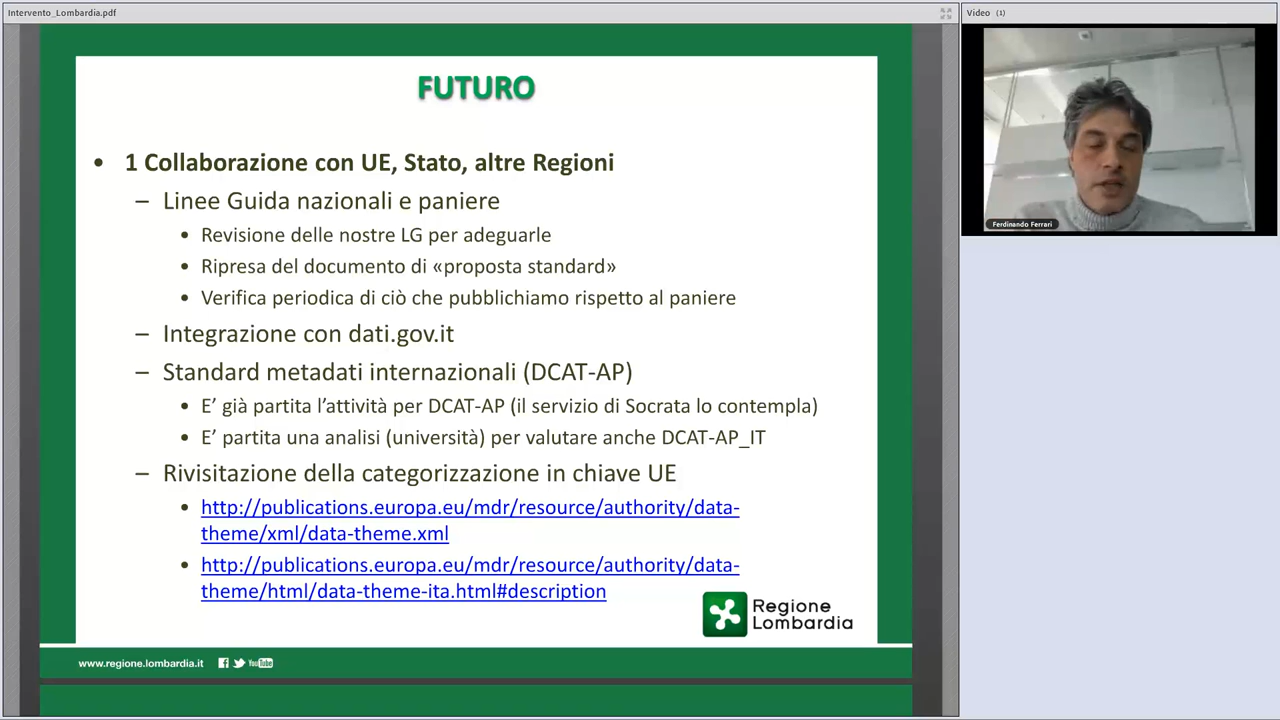 Intervento_Lombardia.pdf
Video (1)
FUTURO
• 1 Collaborazione con UE, Stato, altre Regioni
– Linee Guida nazionali e paniere
• Revisione delle nostre LG per adeguarle
• Ripresa del documento di «proposta standard»
• Verifica periodica di ciò che pubblichiamo rispetto al paniere
– Integrazione con dati.gov.it
– Standard metadati internazionali (DCAT-AP)
• E’ già partita l’attività per DCAT-AP (il servizio di Socrata lo contempla)
• E’ partita una analisi (università) per valutare anche DCAT-AP_IT
– Rivisitazione della categorizzazione in chiave UE
• http://publications.europa.eu/mdr/resource/authority/data-
theme/xml/data-theme.xml
• http://publications.europa.eu/mdr/resource/authority/data-
theme/html/data-theme-ita.html#description
Regione
Lombardia
www.regione.lombardia.it
YouTube
Ferdinando Ferrari